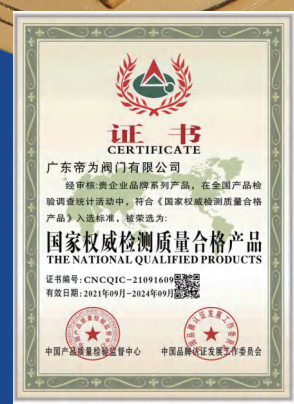 证 书
CERTIFICATE
广东帝为阀门有限公司
经审核:贵企业品牌系列产品，在全国产品检
验调查统计活动中，符合《国家权威检测质量合格
产品》入选标准，被荣选为:
国家权威检测质量合格产品
THE NATIONAL QUALIFIED PRODUCTS
证书编号:CNCQIC-21091609
有效日期:2021年09月-2024年09月
中国产品质量检验监督中心 中国品牌认证发展工作委员会